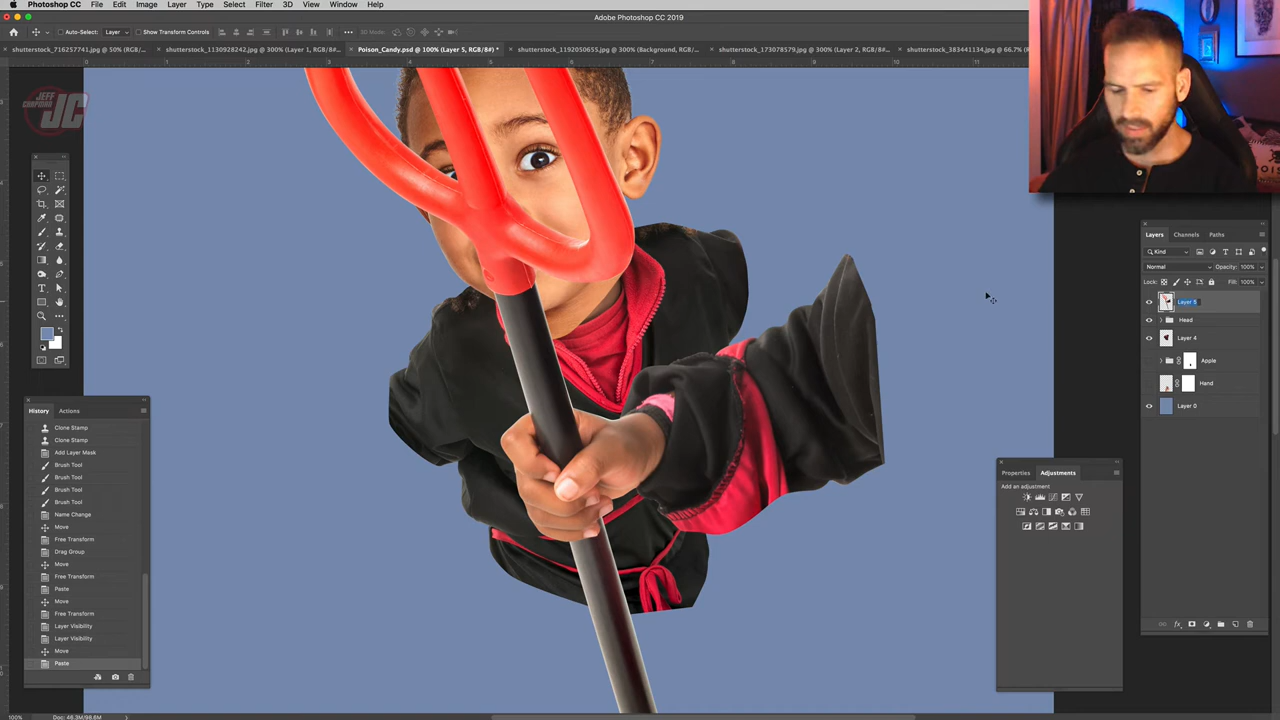 Photoshop CC File Edit Image Layer Type Select Filter 3D View Window Help
Adobe Photoshop CC 2019
Auto-Select: Layer Show Transform Controls
shutterstock_716257741.jpg @ 50% (RGB/8#) shutterstock_1130928242.jpg @ 300% (Layer 1, RGB/8#... Poison_Candy.psd @ 100% (Layer 5, RGB/8#) * shutterstock_1192050655.jpg @ 300% (Background, RGB/8#... shutterstock_173078579.jpg @ 300% (Layer 2, RGB/8#... shutterstock_383441134.jpg @ 66.7%
JEFF
CAMPGNO JC
Layers Channels Paths
Kind
Normal Opacity: 100%
Lock: Fill: 100%
Layer 5
Head
Layer 4
Apple
Hand
Layer 0
History Actions
Clone Stamp
Clone Stamp
Add Layer Mask
Brush Tool
Brush Tool
Brush Tool
Brush Tool
Name Change
Move
Free Transform
Drag Group
Move
Free Transform
Paste
Move
Free Transform
Layer Visibility
Layer Visibility
Move
Paste
Properties Adjustments
Add an adjustment
100% Doc: 46.3M/98.6M